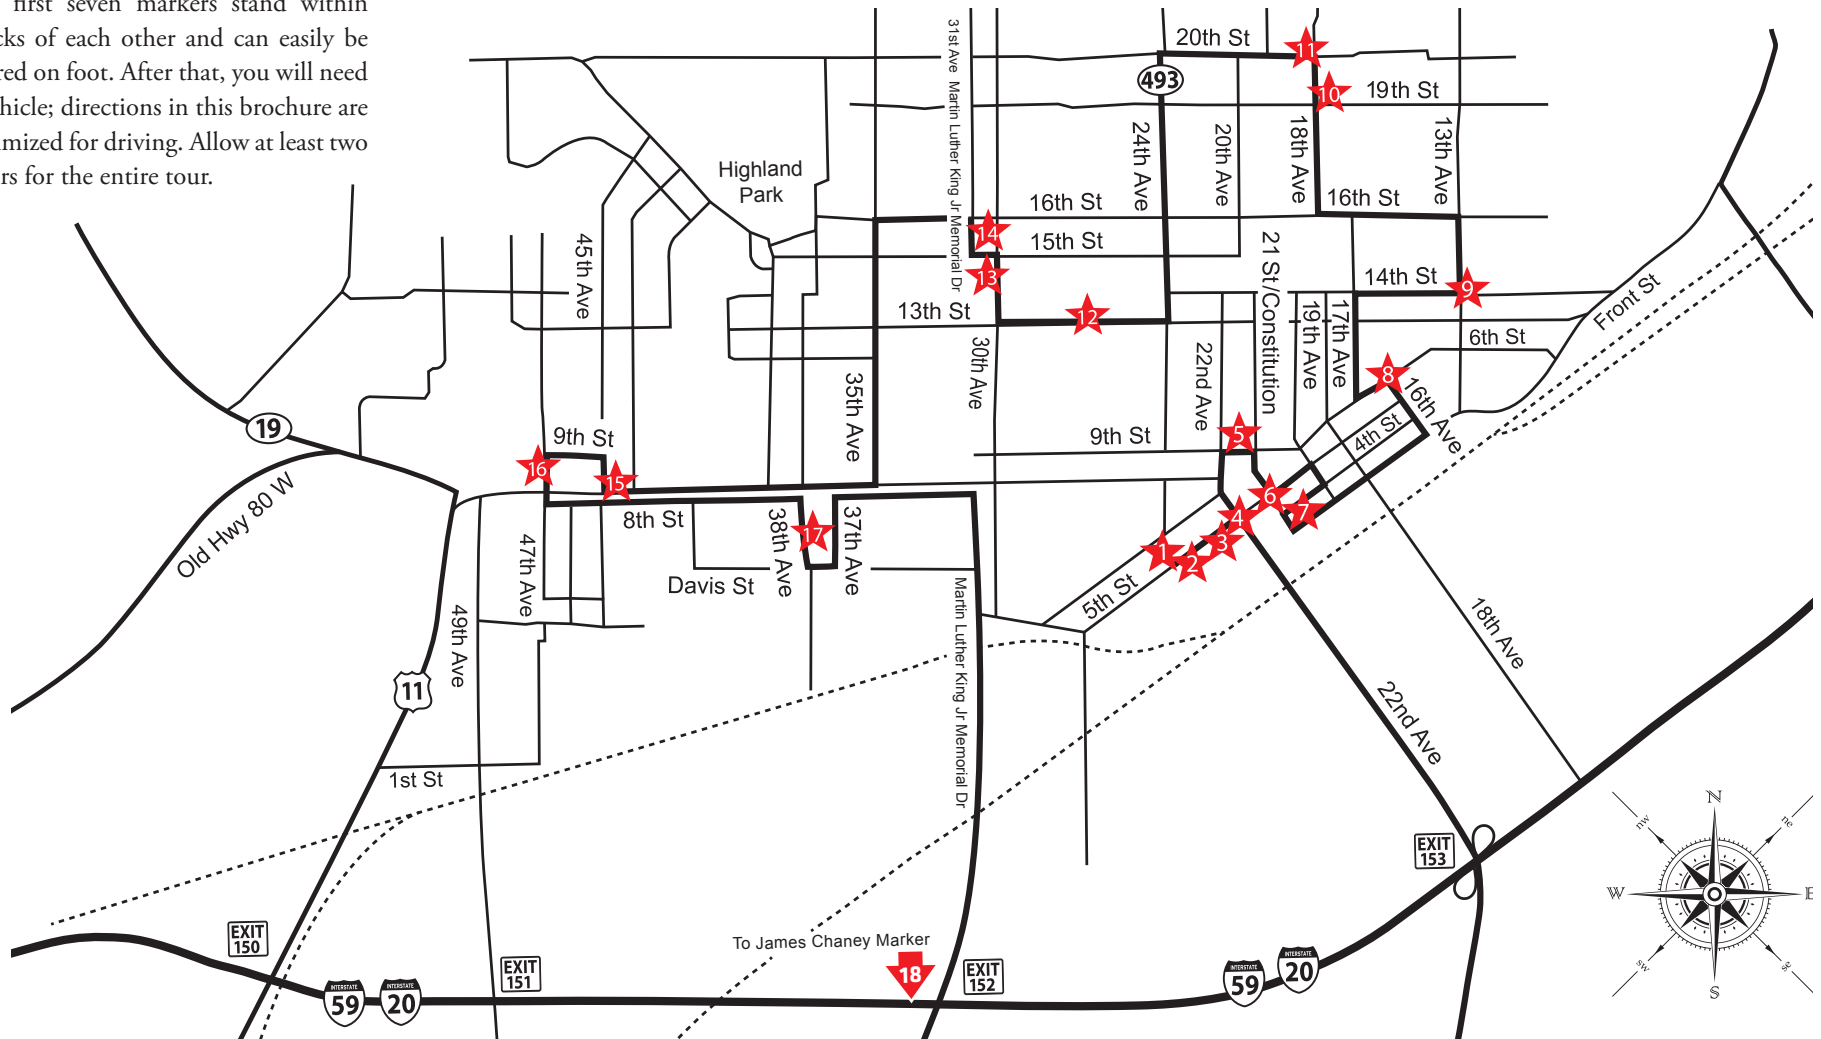 first seven markers stand within
of each other and can easily be
on foot. After that, you will need
directions in this brochure are
for driving. Allow at least two
for the entire tour.
20th St
11
493
10
19th St
31st Ave
Martin Luther King Jr Memorial Dr
24th Ave
20th Ave
18th Ave
13th Ave
Highland
Park
16th St
16th St
14
15th St
45th Ave
21 St/Constitution
13
14th St
9
Front St
13th St
12
19th Ave
17th Ave
6th St
30th Ave
22nd Ave
8
16th Ave
35th Ave
19
9th St
9th St
5
4th St
16
15
Old Hwy 80 W
6
7
4
8th St
38th Ave
17
37th Ave
3
1
2
47th Ave
Davis St
5th St
49th Ave
Martin Luther King Jr Memorial Dr
18th Ave
11
22nd Ave
1st St
EXIT
153
N
nw
ne
W
E
sw
se
S
EXIT
150
To James Chaney Marker
18
EXIT
151
EXIT
152
INTERSTATE
59
INTERSTATE
20
INTERSTATE
59
INTERSTATE
20